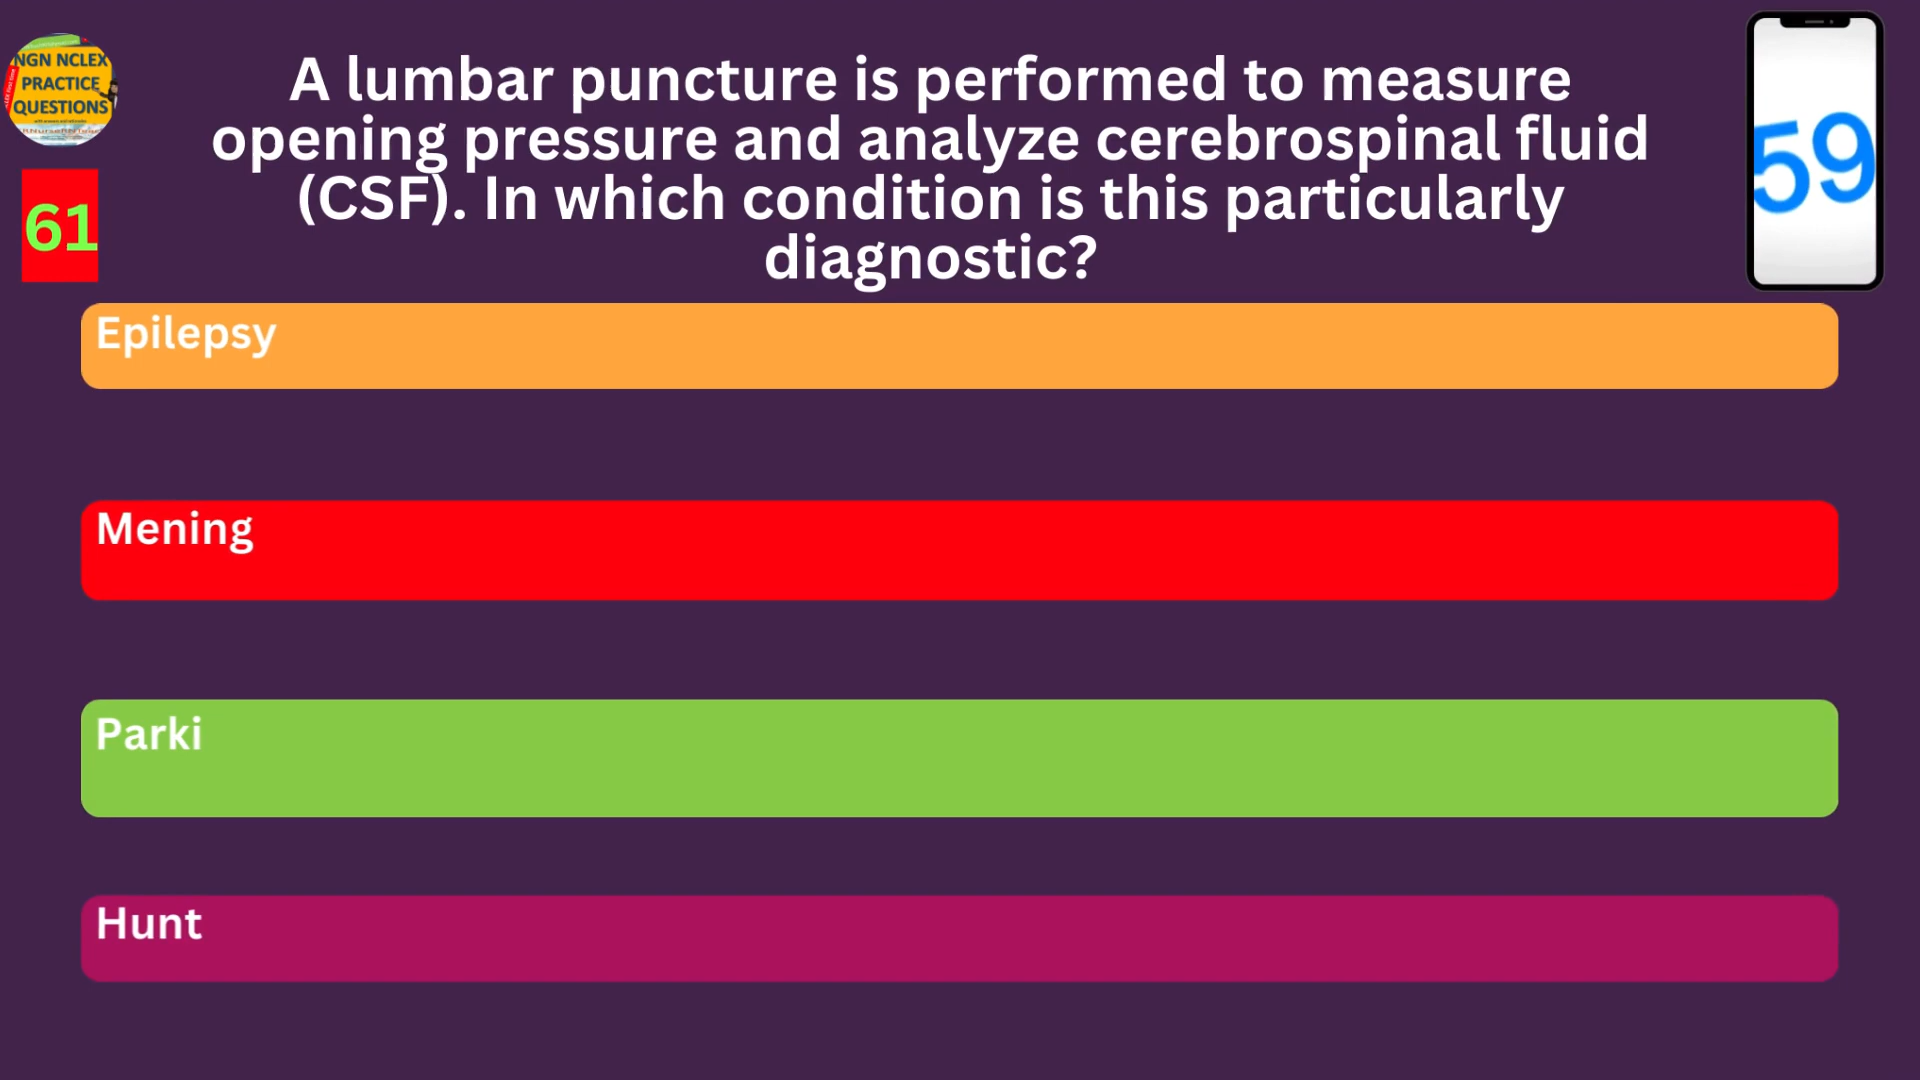 NGN NCLEX
PRACTICE
QUESTIONS
61
A lumbar puncture is performed to measure
opening pressure and analyze cerebrospinal fluid
(CSF). In which condition is this particularly
diagnostic?
59
Epilepsy
Mening
Parki
Hunt